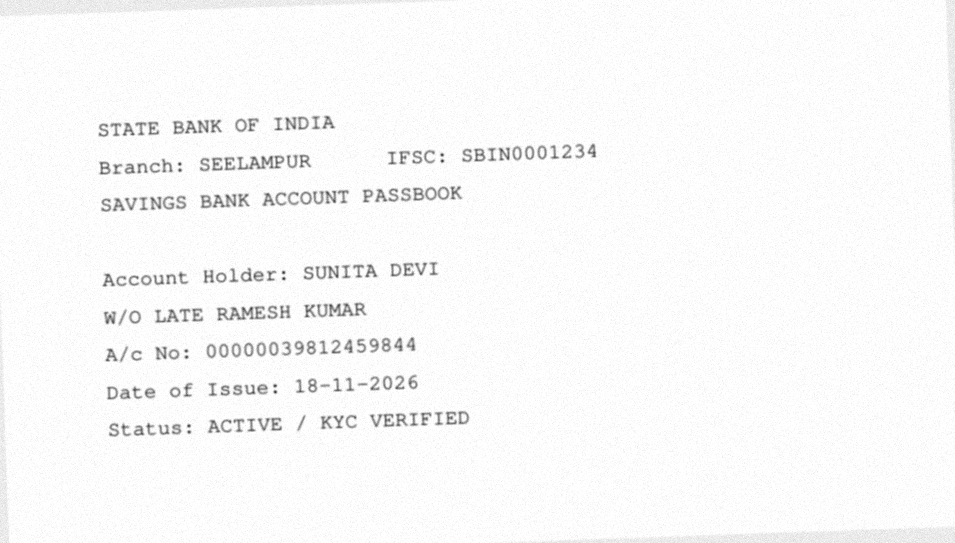 STATE BANK OF INDIA
Branch: SEELAMPUR      IFSC: SBIN0001234
SAVINGS BANK ACCOUNT PASSBOOK
Account Holder: SUNITA DEVI
W/O LATE RAMESH KUMAR
A/c No: 00000039812459844
Date of Issue: 18-11-2026
Status: ACTIVE / KYC VERIFIED